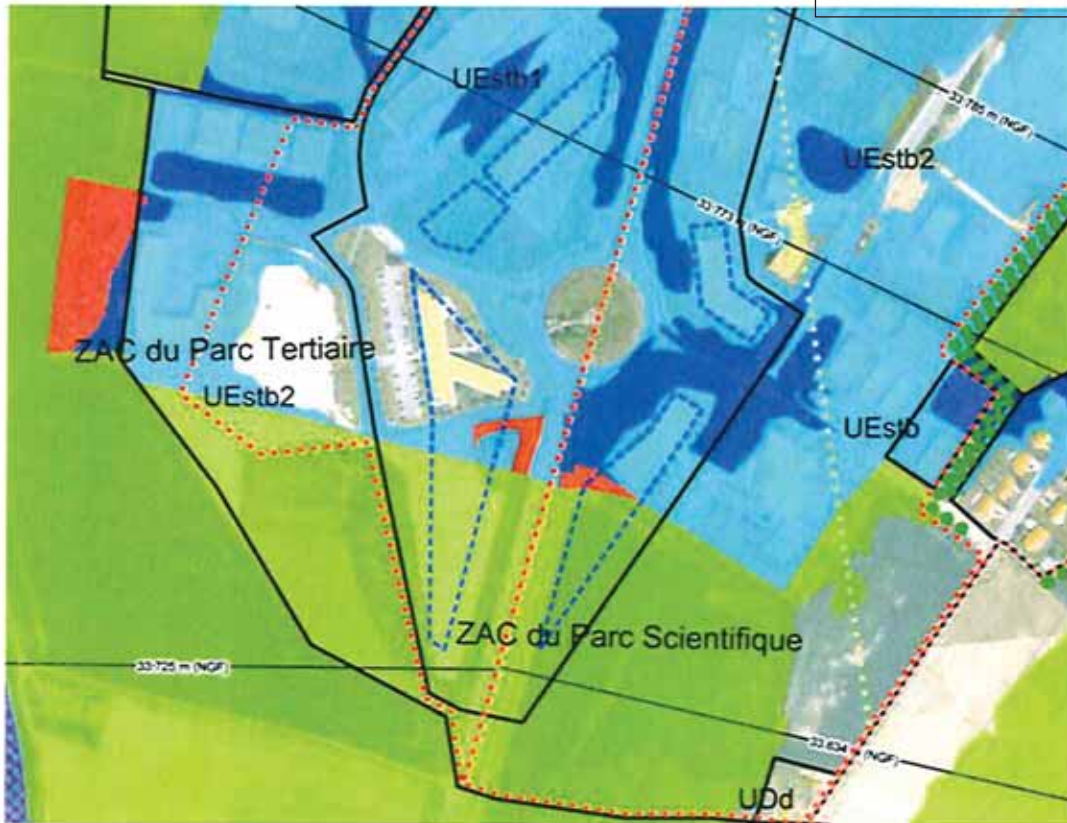 UEstb1
33.785 m (NGF)
UEstb2
33.773 m (NGF)
ZAC du Parc Tertiaire
UEstb2
UEstb
ZAC du Parc Scientifique
33.725 m (NGF)
33.634 m (NGF)
UDd